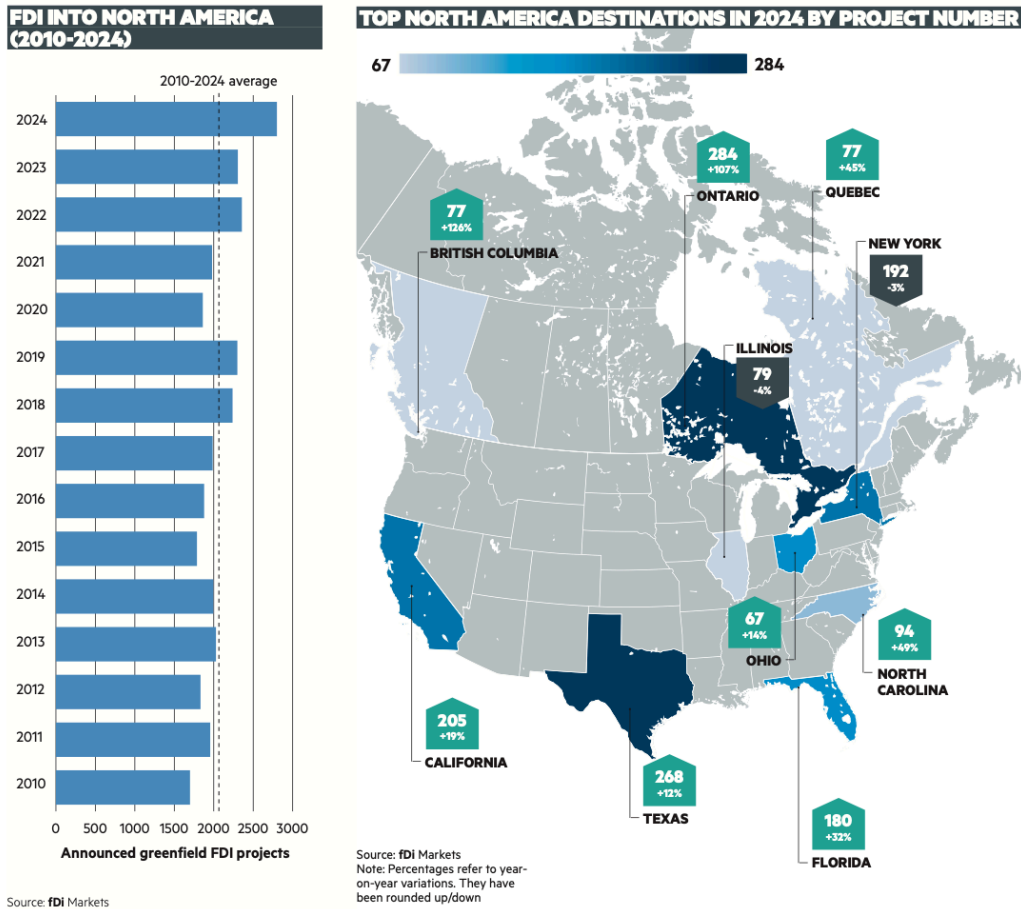 FDI INTO NORTH AMERICA
(2010-2024)
2010-2024 average
2024
2023
2022
2021
2020
2019
2018
2017
2016
2015
2014
2013
2012
2011
2010
0 500 1000 1500 2000 2500 3000
Announced greenfield FDI projects
Source: fDi Markets
TOP NORTH AMERICA DESTINATIONS IN 2024 BY PROJECT NUMBER
67 284
284
+107%
ONTARIO
77
+45%
QUEBEC
77
+126%
BRITISH COLUMBIA
NEW YORK
192
-3%
ILLINOIS
79
-4%
67
+14%
OHIO
94
+49%
NORTH
CAROLINA
205
+19%
CALIFORNIA
268
+12%
TEXAS
180
+32%
FLORIDA
Source: fDi Markets
Note: Percentages refer to year-
on-year variations. They have
been rounded up/down